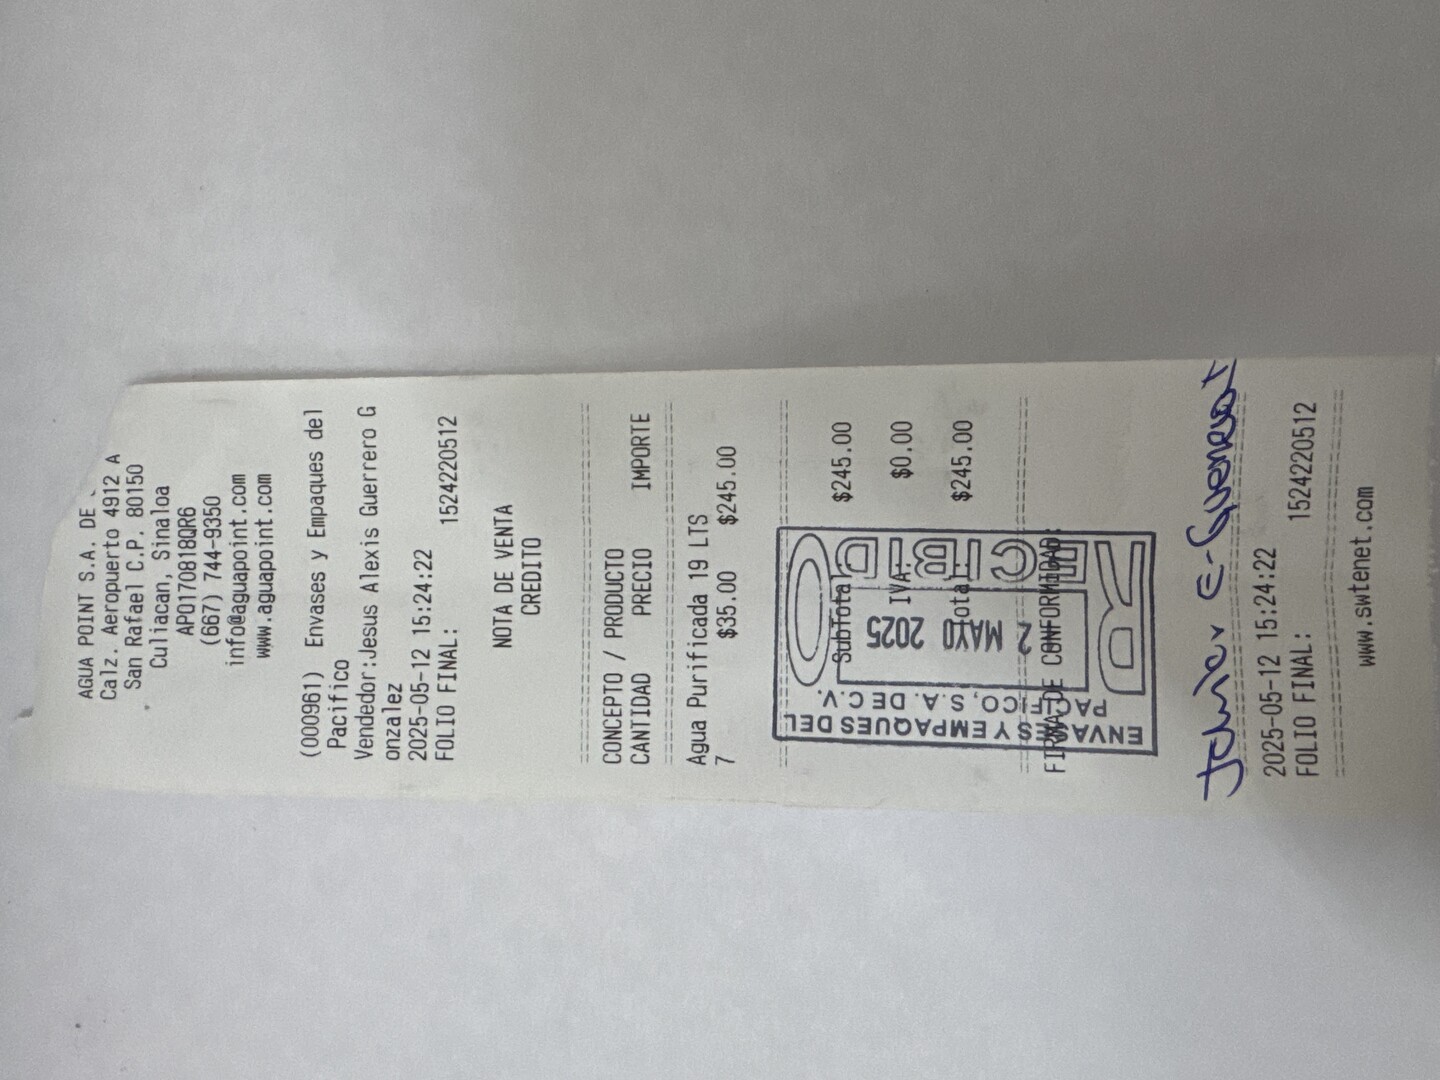 AGUA POINT S.A. DE
Calz. Aeropuerto 4912 A
San Rafael C.P. 80150
Culiacan, Sinaloa
APO170818QR6
(667) 744-9350
info@aguapoint.com
www.aguapoint.com
(000961) Envases y Empaques del
Pacifico
Vendedor:Jesus Alexis Guerrero G
onzalez
2025-05-12 15:24:22
FOLIO FINAL: 1524220512
NOTA DE VENTA
CREDITO
CONCEPTO / PRODUCTO
CANTIDAD PRECIO IMPORTE
Agua Purificada 19 LTS
7 $35.00 $245.00
SubTotal $245.00
IVA: $0.00
Total $245.00
FIRMA DE CONFORMIDAD:
ENVASES Y EMPAQUES DEL
PACIFICO, S.A. DE C.V.
2 MAYO 2025
RECIBIDO
2025-05-12 15:24:22
FOLIO FINAL: 1524220512
www.swtenet.com